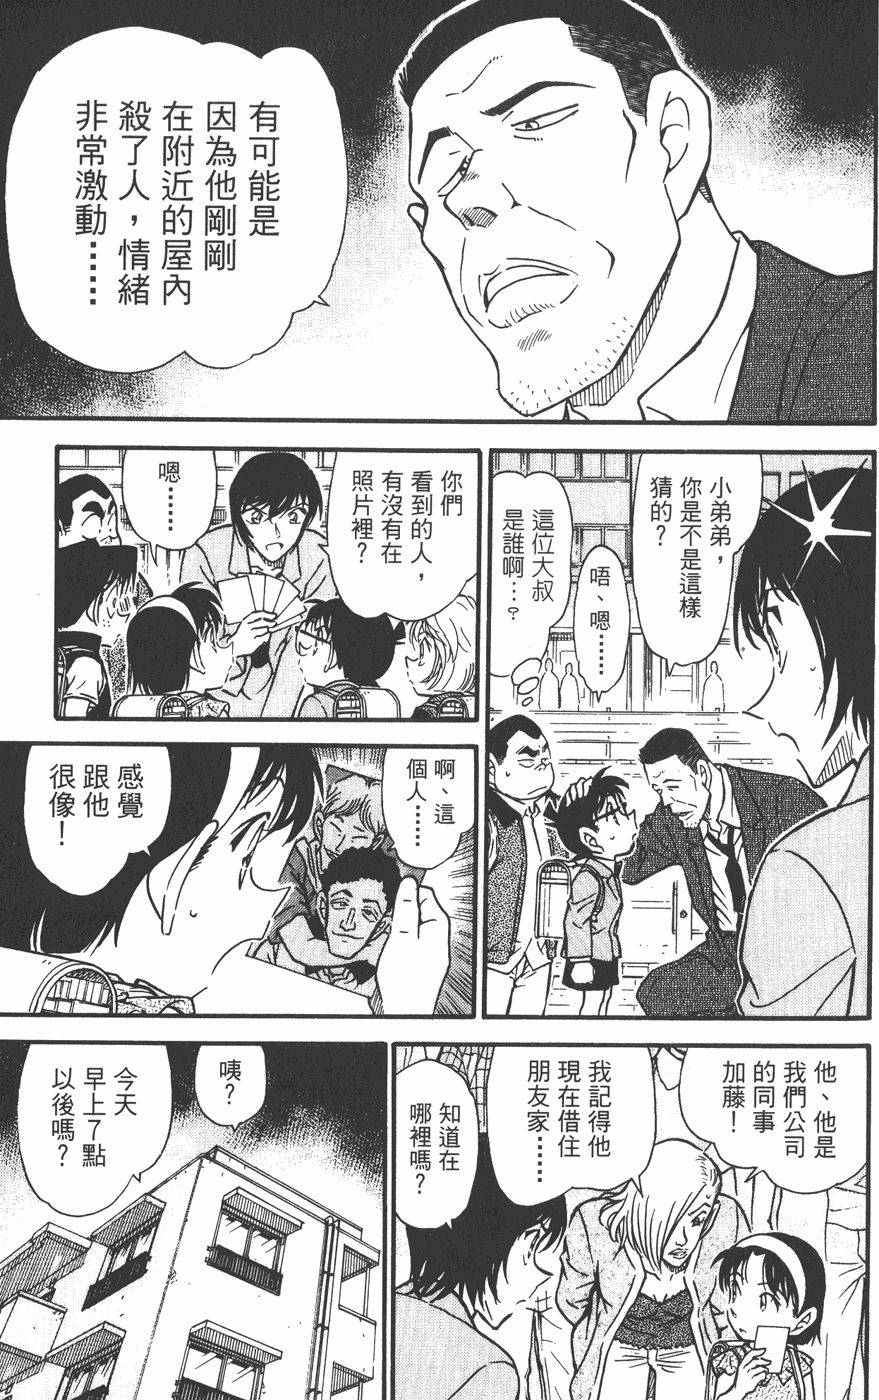 有可能是
因為他剛剛
在附近的屋內
殺了人，情緒
非常激動……
小弟弟，
你是不是這樣
猜的？
唔、嗯……
這位大叔
是誰啊…？
你們
看到的人，
有沒有在
照片裡？
嗯……
啊、這
個人……
感覺
跟他
很像！
他、他是
我們公司
的同事
加藤！
我記得他
現在借住
朋友家……
知道在
哪裡嗎？
咦？
今天
早上7點
以後嗎？